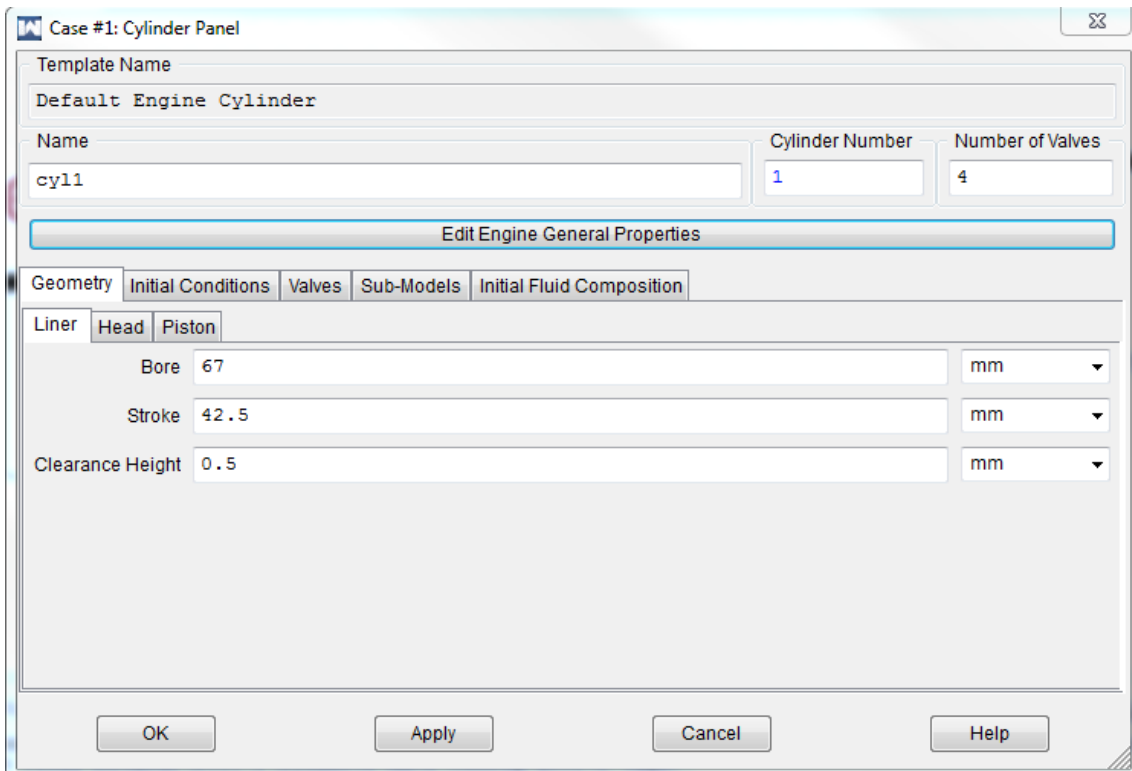 Case #1: Cylinder Panel
Template Name
Default Engine Cylinder
Name Cylinder Number Number of Valves
cyl1 1 4
Edit Engine General Properties
Geometry Initial Conditions Valves Sub-Models Initial Fluid Composition
Liner Head Piston
Bore 67 mm
Stroke 42.5 mm
Clearance Height 0.5 mm
OK Apply Cancel Help